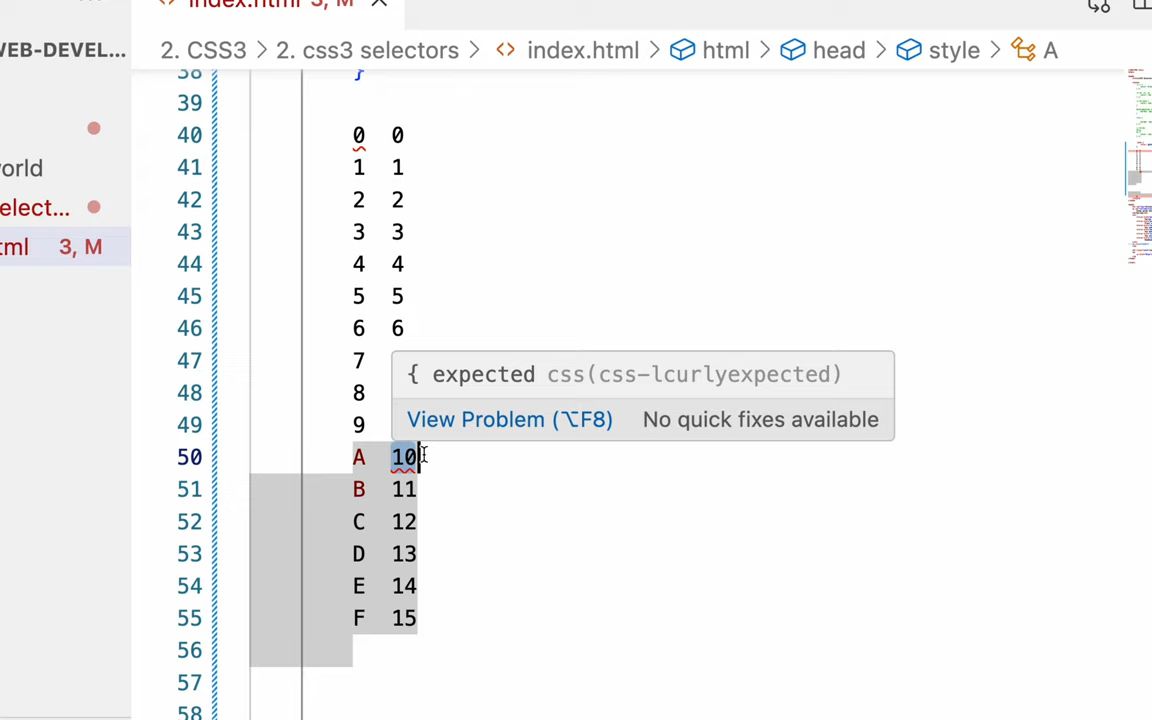 index.html 3, M
WEB-DEVEL...
2. CSS3 > 2. css3 selectors > index.html > html > head > style > A
38 }
39
40 0 0
41 1 1
42 2 2
43 3 3
44 4 4
45 5 5
46 6 6
47 7
48 8
49 9
50 A 10
51 B 11
52 C 12
53 D 13
54 E 14
55 F 15
56
57
58
orld
elect...
tml 3, M
{ expected css(css-lcurlyexpected)
View Problem (⌥F8) No quick fixes available